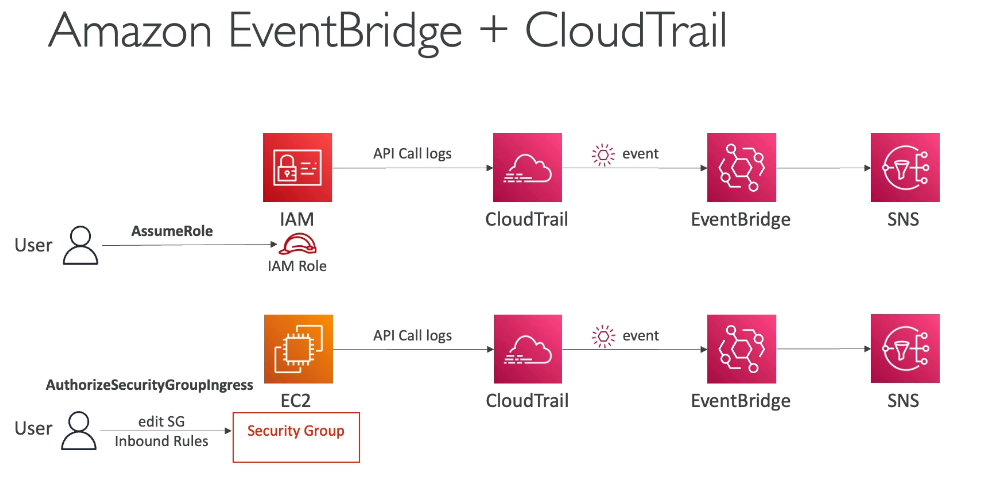 Amazon EventBridge + CloudTrail
API Call logs
event
IAM
CloudTrail
EventBridge
SNS
User
AssumeRole
IAM Role
API Call logs
event
AuthorizeSecurityGroupIngress
EC2
CloudTrail
EventBridge
SNS
User
edit SG
Inbound Rules
Security Group